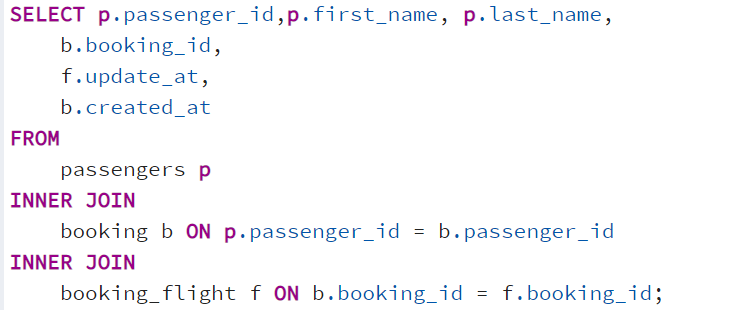 SELECT p.passenger_id,p.first_name, p.last_name,
    b.booking_id,
    f.update_at,
    b.created_at
FROM
    passengers p
INNER JOIN
    booking b ON p.passenger_id = b.passenger_id
INNER JOIN
    booking_flight f ON b.booking_id = f.booking_id;